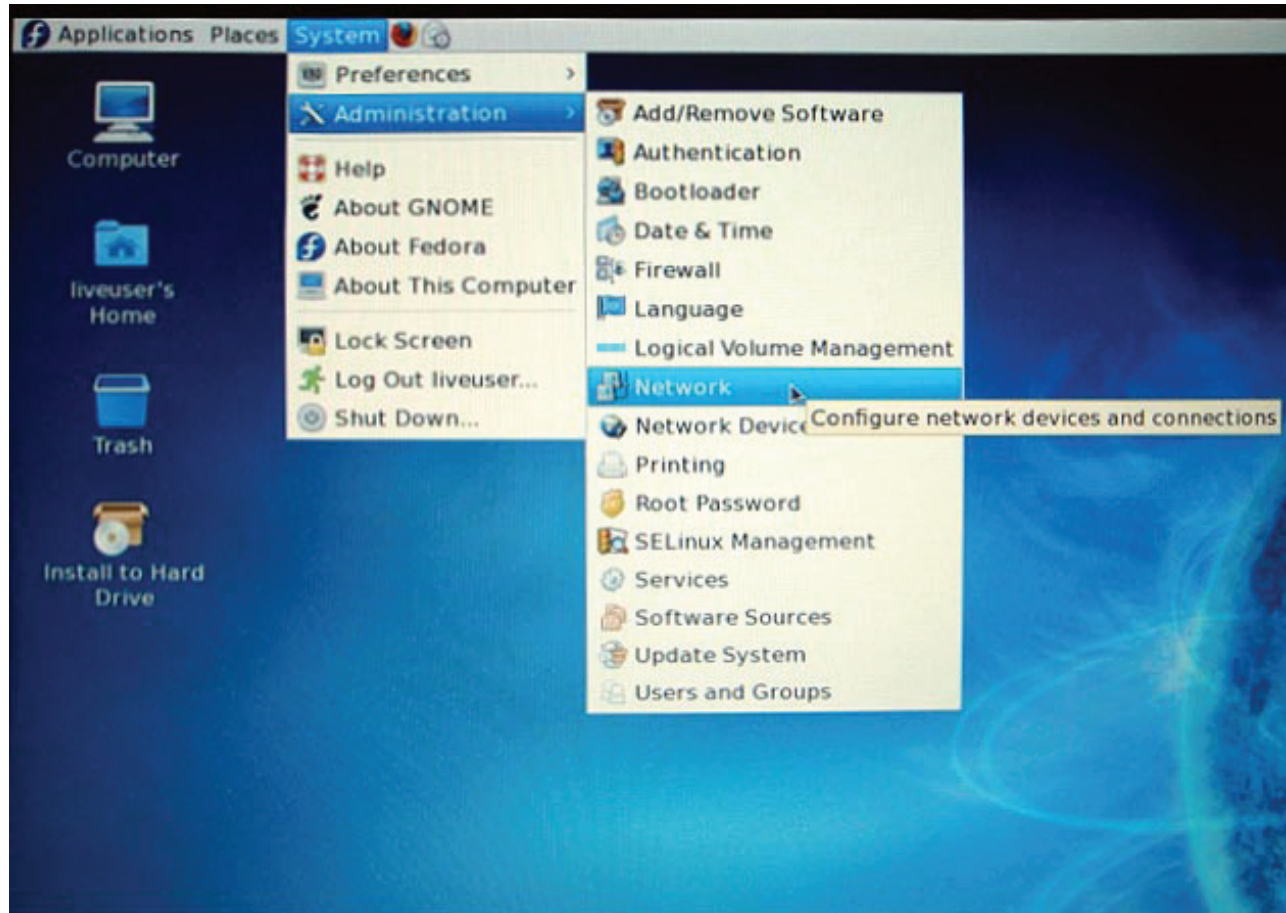 Applications Places System
Computer
liveuser's
Home
Trash
Install to Hard
Drive
Preferences
Administration
Help
About GNOME
About Fedora
About This Computer
Lock Screen
Log Out liveuser...
Shut Down...
Add/Remove Software
Authentication
Bootloader
Date & Time
Firewall
Language
Logical Volume Management
Network
Configure network devices and connections
Network Device
Printing
Root Password
SELinux Management
Services
Software Sources
Update System
Users and Groups